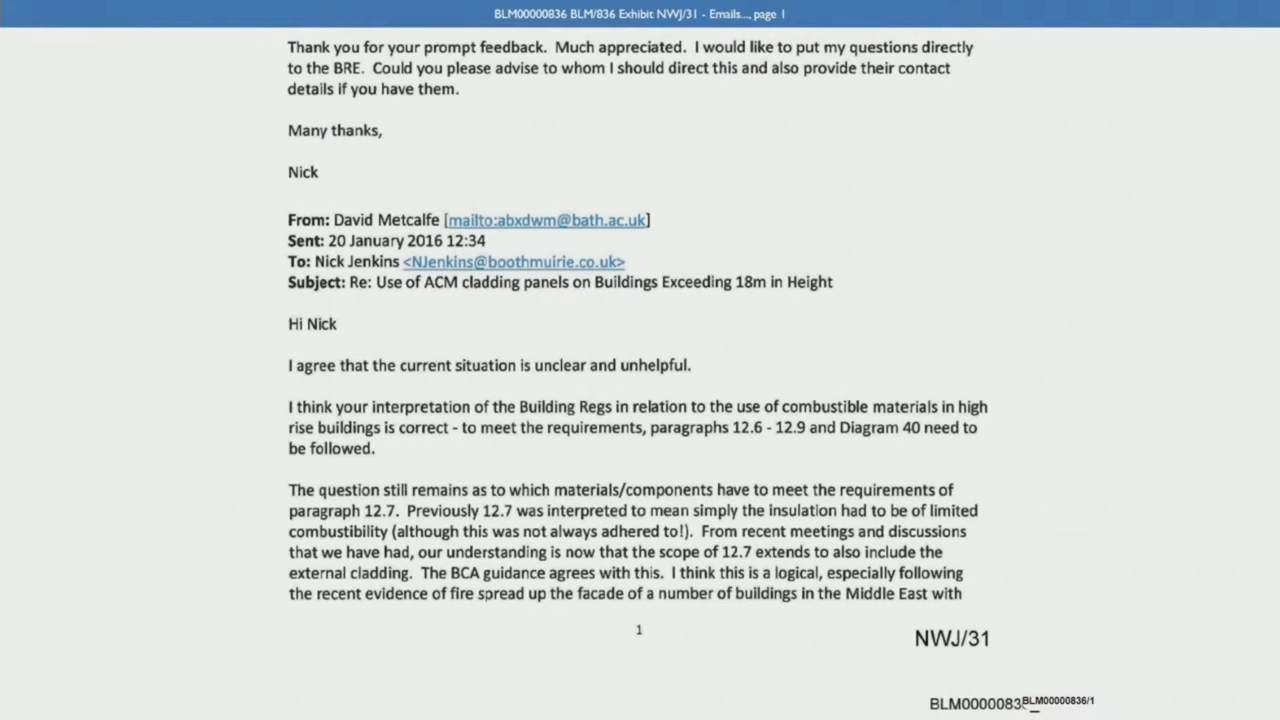 BLM00000836 BLM/836 Exhibit NWJ/31 - Emails..., page 1
Thank you for your prompt feedback. Much appreciated. I would like to put my questions directly
to the BRE. Could you please advise to whom I should direct this and also provide their contact
details if you have them.
Many thanks,
Nick
From: David Metcalfe [mailto:abxdwm@bath.ac.uk]
Sent: 20 January 2016 12:34
To: Nick Jenkins <NJenkins@boothmuirie.co.uk>
Subject: Re: Use of ACM cladding panels on Buildings Exceeding 18m in Height
Hi Nick
I agree that the current situation is unclear and unhelpful.
I think your interpretation of the Building Regs in relation to the use of combustible materials in high
rise buildings is correct - to meet the requirements, paragraphs 12.6 - 12.9 and Diagram 40 need to
be followed.
The question still remains as to which materials/components have to meet the requirements of
paragraph 12.7. Previously 12.7 was interpreted to mean simply the insulation had to be of limited
combustibility (although this was not always adhered to!). From recent meetings and discussions
that we have had, our understanding is now that the scope of 12.7 extends to also include the
external cladding. The BCA guidance agrees with this. I think this is a logical, especially following
the recent evidence of fire spread up the facade of a number of buildings in the Middle East with
1
NWJ/31
BLM0000083 BLM00000836/1